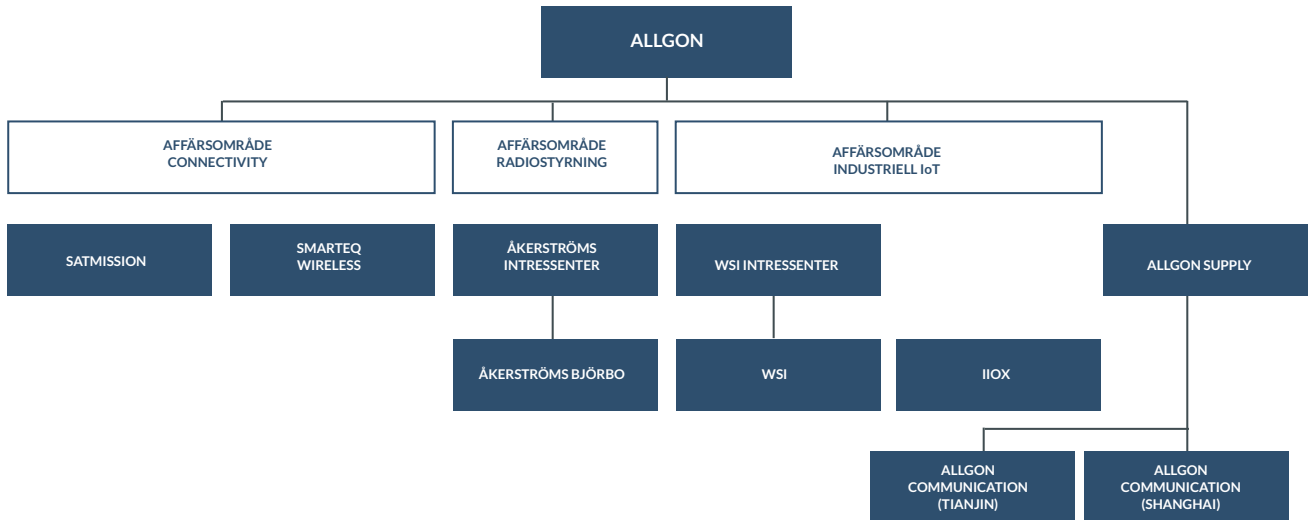 ALLGON
AFFÄRSOMRÅDE
CONNECTIVITY
AFFÄRSOMRÅDE
RADIOSTYRNING
AFFÄRSOMRÅDE
INDUSTRIELL IoT
SATMISSION
SMARTEQ
WIRELESS
ÅKERSTRÖMS
INTRESSENTER
WSI INTRESSENTER
ALLGON SUPPLY
ÅKERSTRÖMS BJÖRBO
WSI
IIOX
ALLGON
COMMUNICATION
(TIANJIN)
ALLGON
COMMUNICATION
(SHANGHAI)